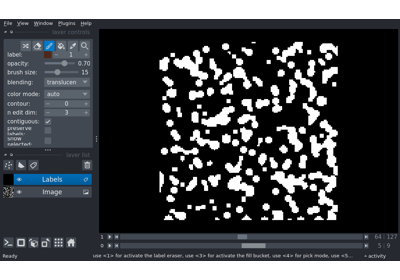 File View Window Plugins Help
layer controls
label: 1
opacity: 0.70
brush size: 15
blending: translucen
color mode: auto
contour: 0
n edit dim: 3
contiguous:
preserve labels:
show selected:
layer list
Labels
Image
1 64 127
0 5 9
Ready use <1> for activate the label eraser, use <3> for activate the fill bucket, use <4> for pick mode, use <5... activity